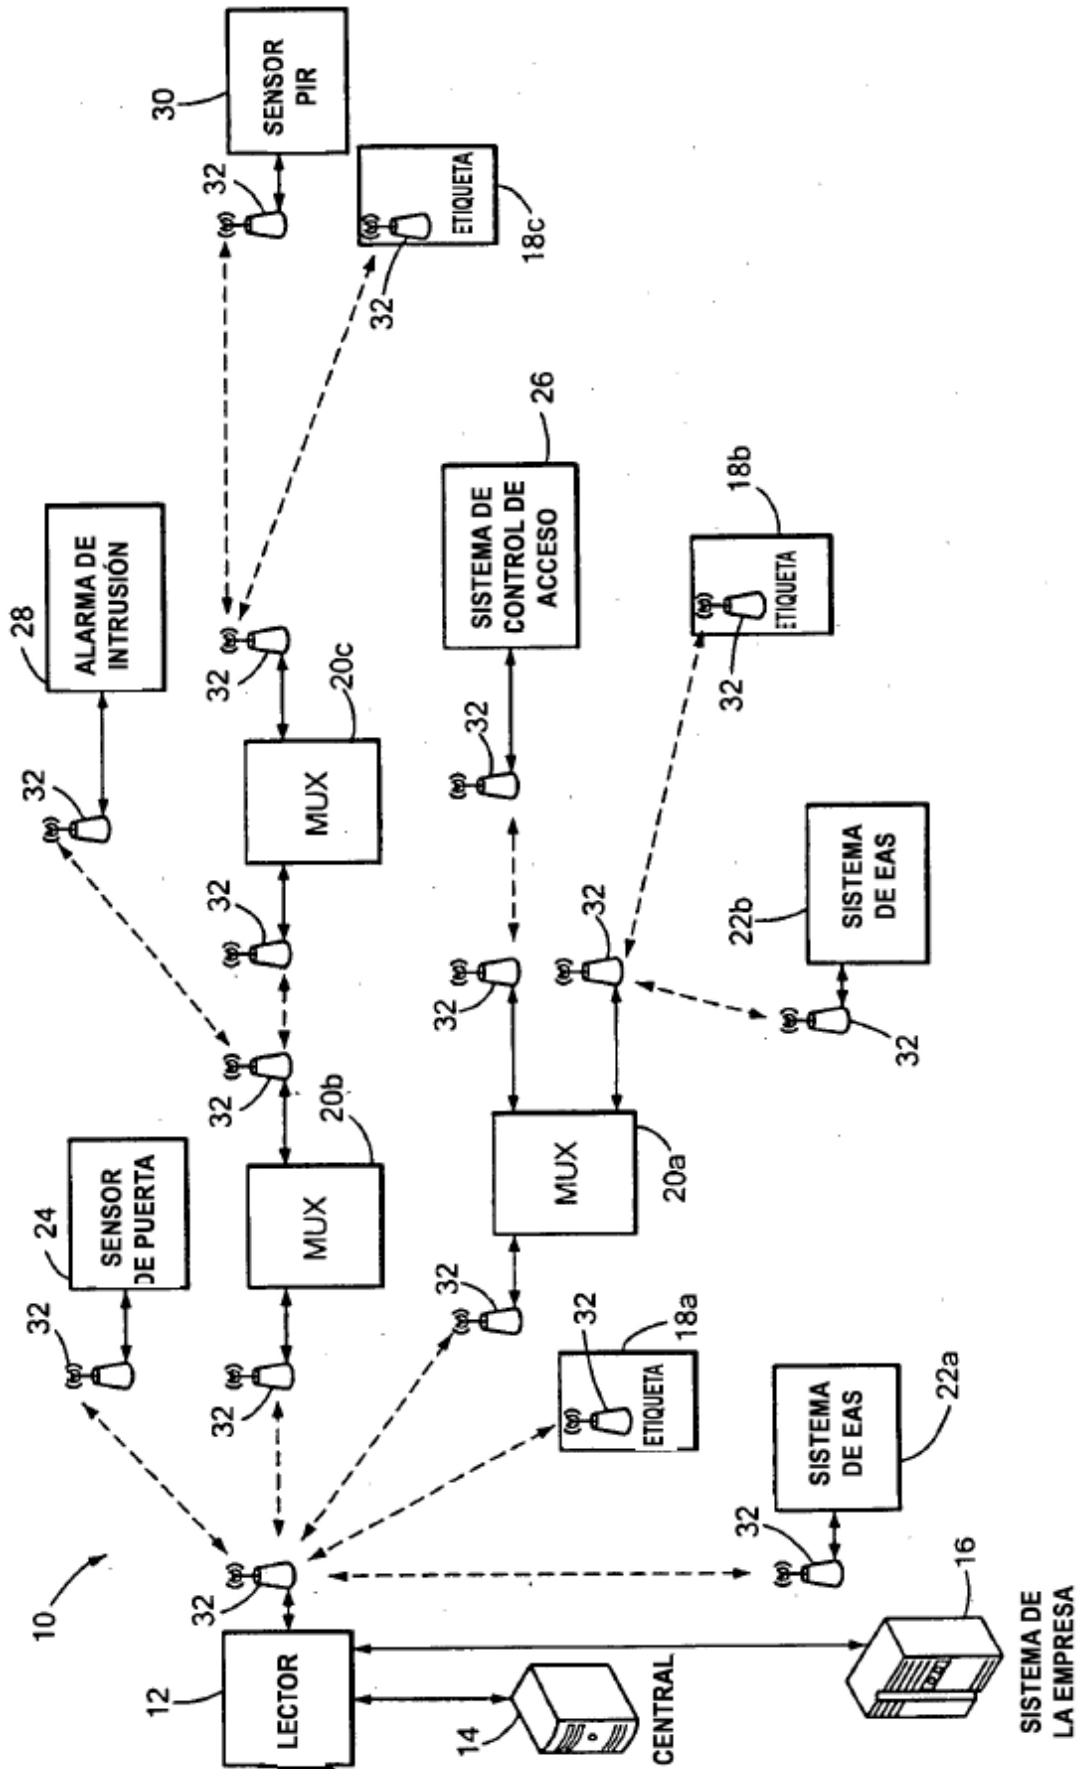 10
32
24
SENSOR
DE PUERTA
32
28
ALARMA DE
INTRUSIÓN
30
SENSOR
PIR
32
12
LECTOR
32
32
MUX
20b
32
32
MUX
20c
32
32
ETIQUETA
18c
14
CENTRAL
32
MUX
20a
32
32
32
SISTEMA DE
CONTROL DE
ACCESO
26
32
ETIQUETA
18a
32
ETIQUETA
18b
32
SISTEMA
DE EAS
22a
22b
SISTEMA
DE EAS
32
16
SISTEMA DE
LA EMPRESA